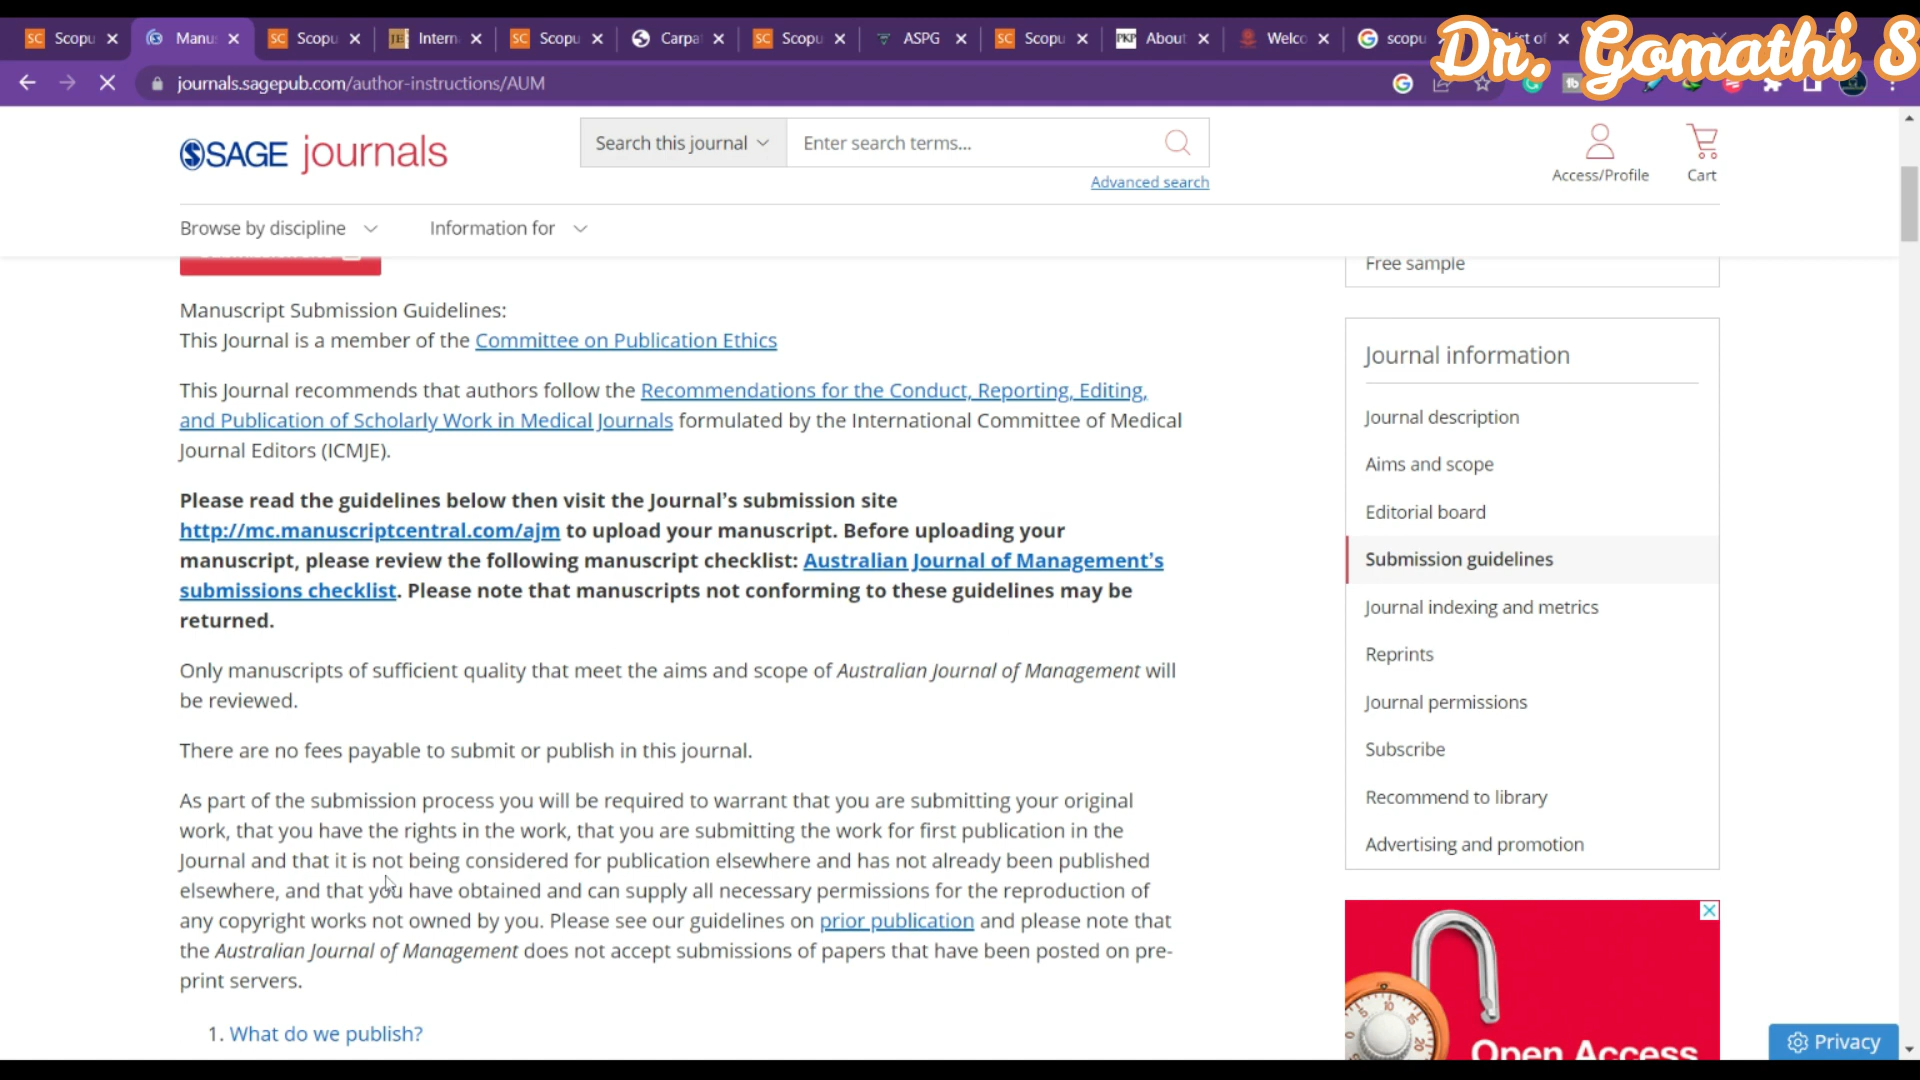 Scopu
Manus
Scopu
Intern
Scopu
Carpa
Scopu
ASPG
Scopu
About
Welco
scopu
List of
Dr. Gomathi S
journals.sagepub.com/author-instructions/AUM
SAGE journals
Search this journal
Enter search terms...
Advanced search
Access/Profile
Cart
Browse by discipline
Information for
Free sample
Manuscript Submission Guidelines:
This Journal is a member of the Committee on Publication Ethics
This Journal recommends that authors follow the Recommendations for the Conduct, Reporting, Editing,
and Publication of Scholarly Work in Medical Journals formulated by the International Committee of Medical
Journal Editors (ICMJE).
Please read the guidelines below then visit the Journal’s submission site
http://mc.manuscriptcentral.com/ajm to upload your manuscript. Before uploading your
manuscript, please review the following manuscript checklist: Australian Journal of Management’s
submissions checklist. Please note that manuscripts not conforming to these guidelines may be
returned.
Only manuscripts of sufficient quality that meet the aims and scope of Australian Journal of Management will
be reviewed.
There are no fees payable to submit or publish in this journal.
As part of the submission process you will be required to warrant that you are submitting your original
work, that you have the rights in the work, that you are submitting the work for first publication in the
Journal and that it is not being considered for publication elsewhere and has not already been published
elsewhere, and that you have obtained and can supply all necessary permissions for the reproduction of
any copyright works not owned by you. Please see our guidelines on prior publication and please note that
the Australian Journal of Management does not accept submissions of papers that have been posted on pre-
print servers.
1. What do we publish?
Journal information
Journal description
Aims and scope
Editorial board
Submission guidelines
Journal indexing and metrics
Reprints
Journal permissions
Subscribe
Recommend to library
Advertising and promotion
Open Access
Privacy